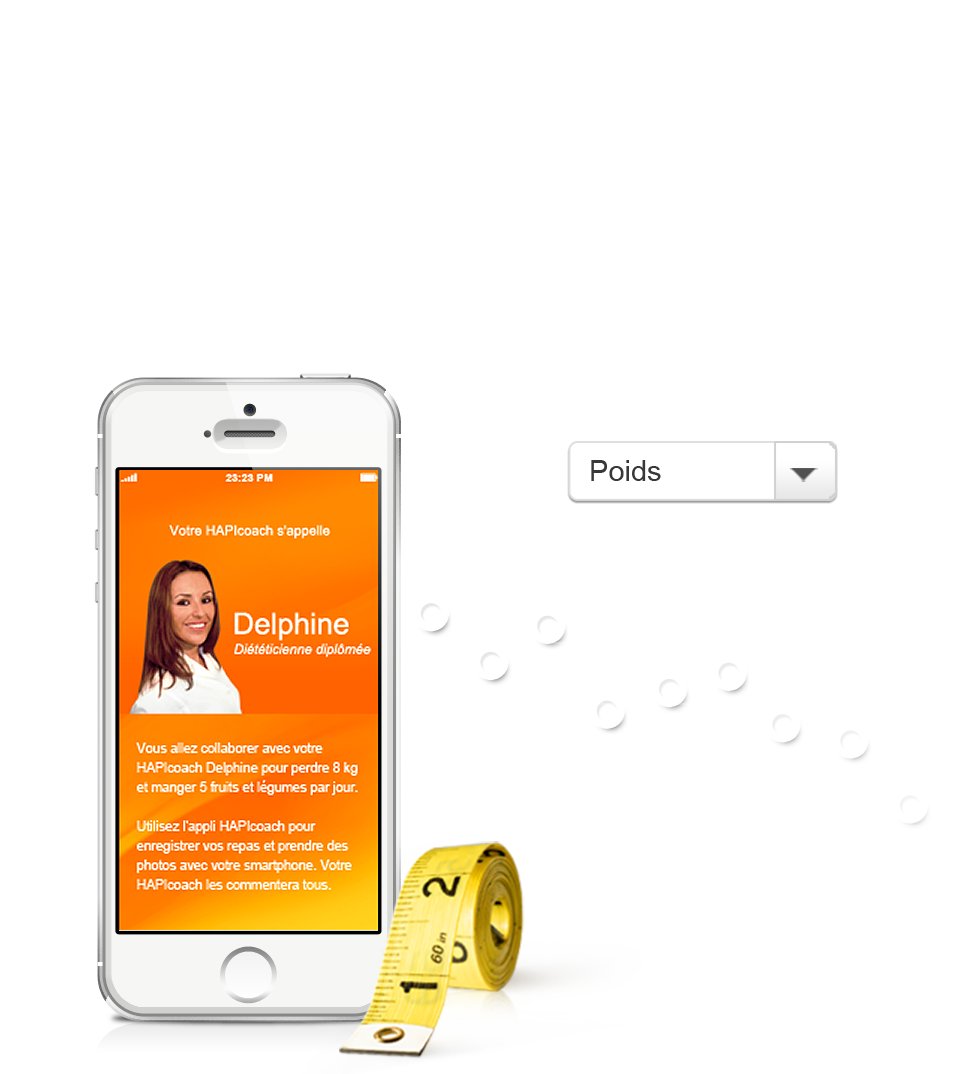 23:23 PM
Votre HAPIcoach s'appelle
Delphine
Diététicienne diplômée
Vous allez collaborer avec votre
HAPIcoach Delphine pour perdre 8 kg
et manger 5 fruits et légumes par jour.
Utilisez l'appli HAPIcoach pour
enregistrer vos repas et prendre des
photos avec votre smartphone. Votre
HAPIcoach les commentera tous.
Poids
2
60 in
1